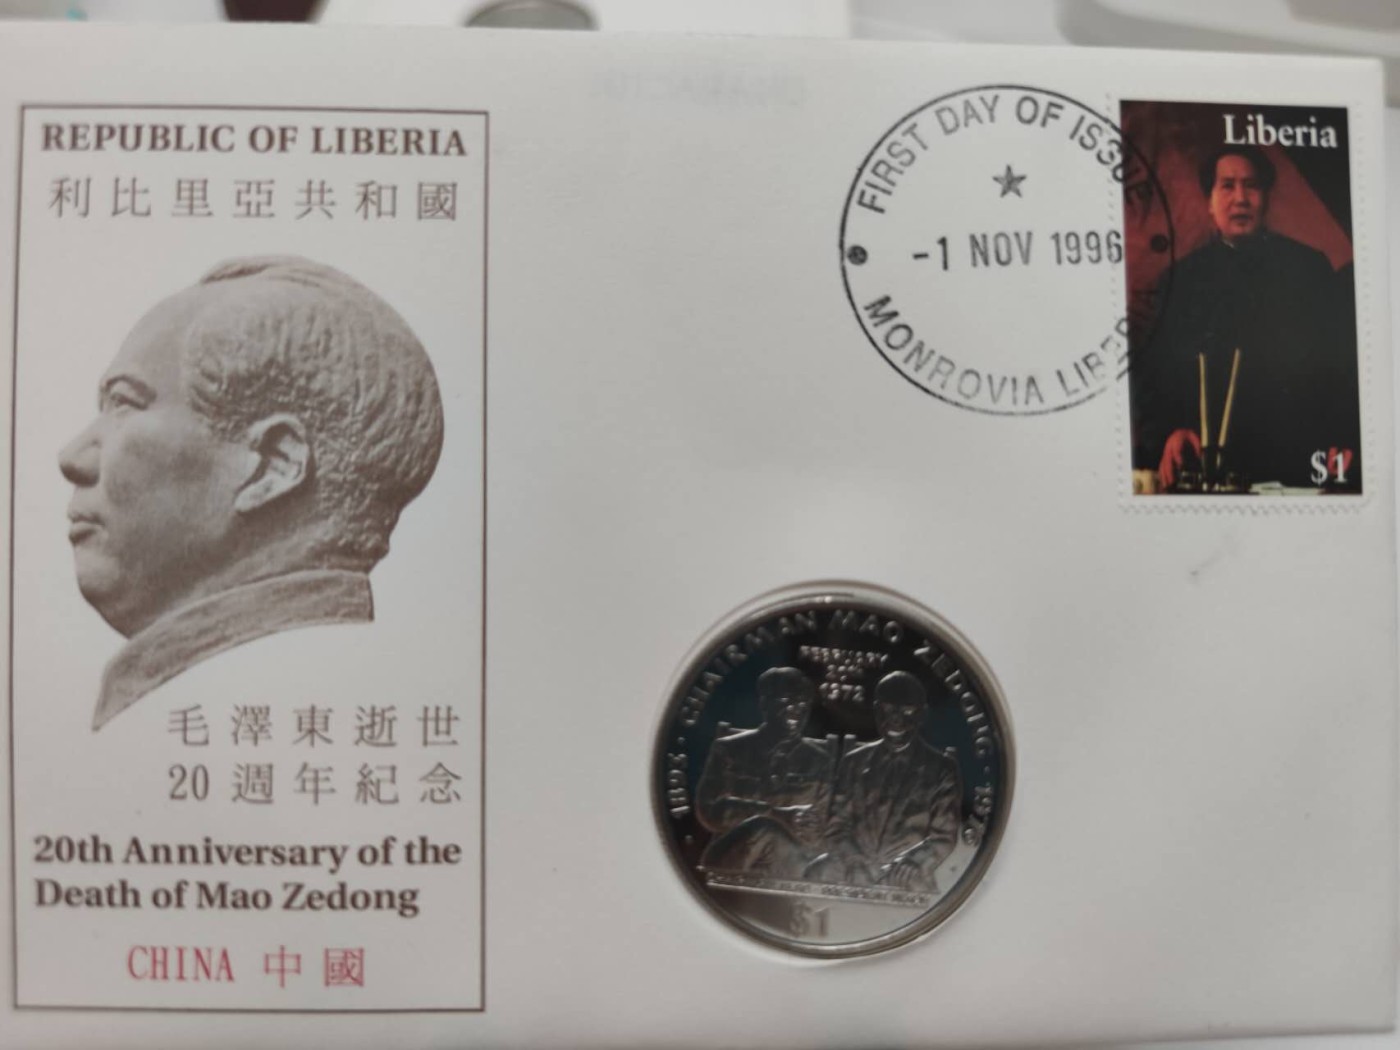 REPUBLIC OF LIBERIA
利比里亞共和國
毛澤東逝世
20週年紀念
20th Anniversary of the
Death of Mao Zedong
CHINA 中國
FIRST DAY OF ISSUE
-1 NOV 1996
MONROVIA LIBERIA
Liberia
$1
1893 · CHAIRMAN MAO ZEDONG · 1976
FEBRUARY
1972
$1